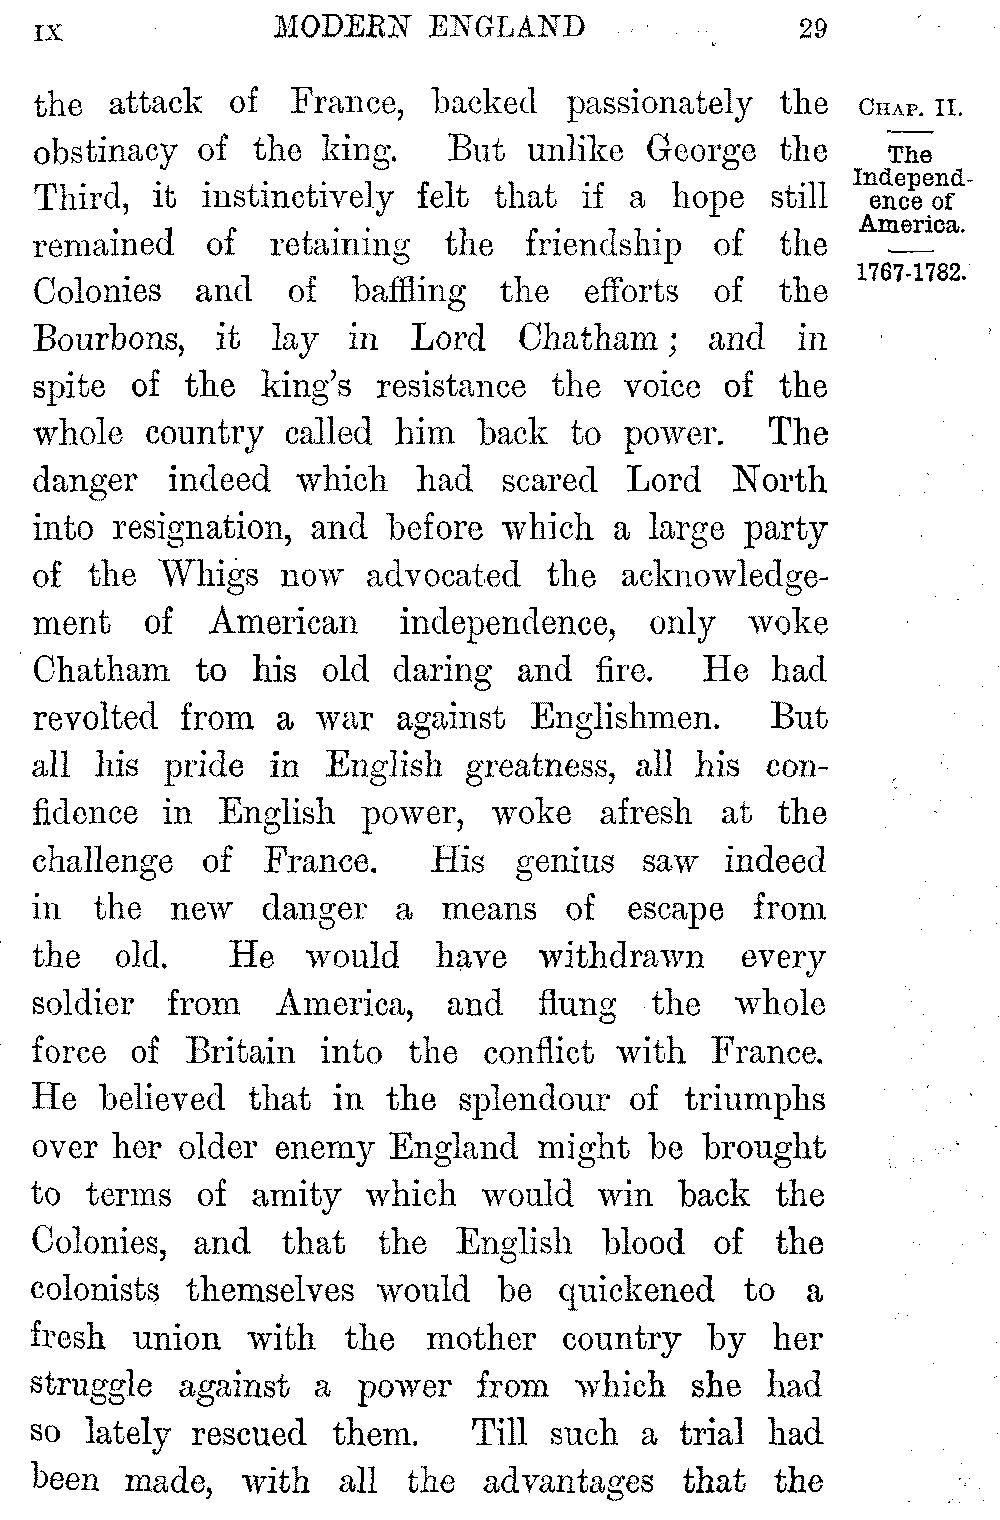 IX MODERN ENGLAND 29
the attack of France, backed passionately the
obstinacy of the king. But unlike George the
Third, it instinctively felt that if a hope still
remained of retaining the friendship of the
Colonies and of baffling the efforts of the
Bourbons, it lay in Lord Chatham; and in
spite of the king's resistance the voice of the
whole country called him back to power. The
danger indeed which had scared Lord North
into resignation, and before which a large party
of the Whigs now advocated the acknowledge-
ment of American independence, only woke
Chatham to his old daring and fire. He had
revolted from a war against Englishmen. But
all his pride in English greatness, all his con-
fidence in English power, woke afresh at the
challenge of France. His genius saw indeed
in the new danger a means of escape from
the old. He would have withdrawn every
soldier from America, and flung the whole
force of Britain into the conflict with France.
He believed that in the splendour of triumphs
over her older enemy England might be brought
to terms of amity which would win back the
Colonies, and that the English blood of the
colonists themselves would be quickened to a
fresh union with the mother country by her
struggle against a power from which she had
so lately rescued them. Till such a trial had
been made, with all the advantages that the
CHAP. II.
The
Independ-
ence of
America.
1767-1782.